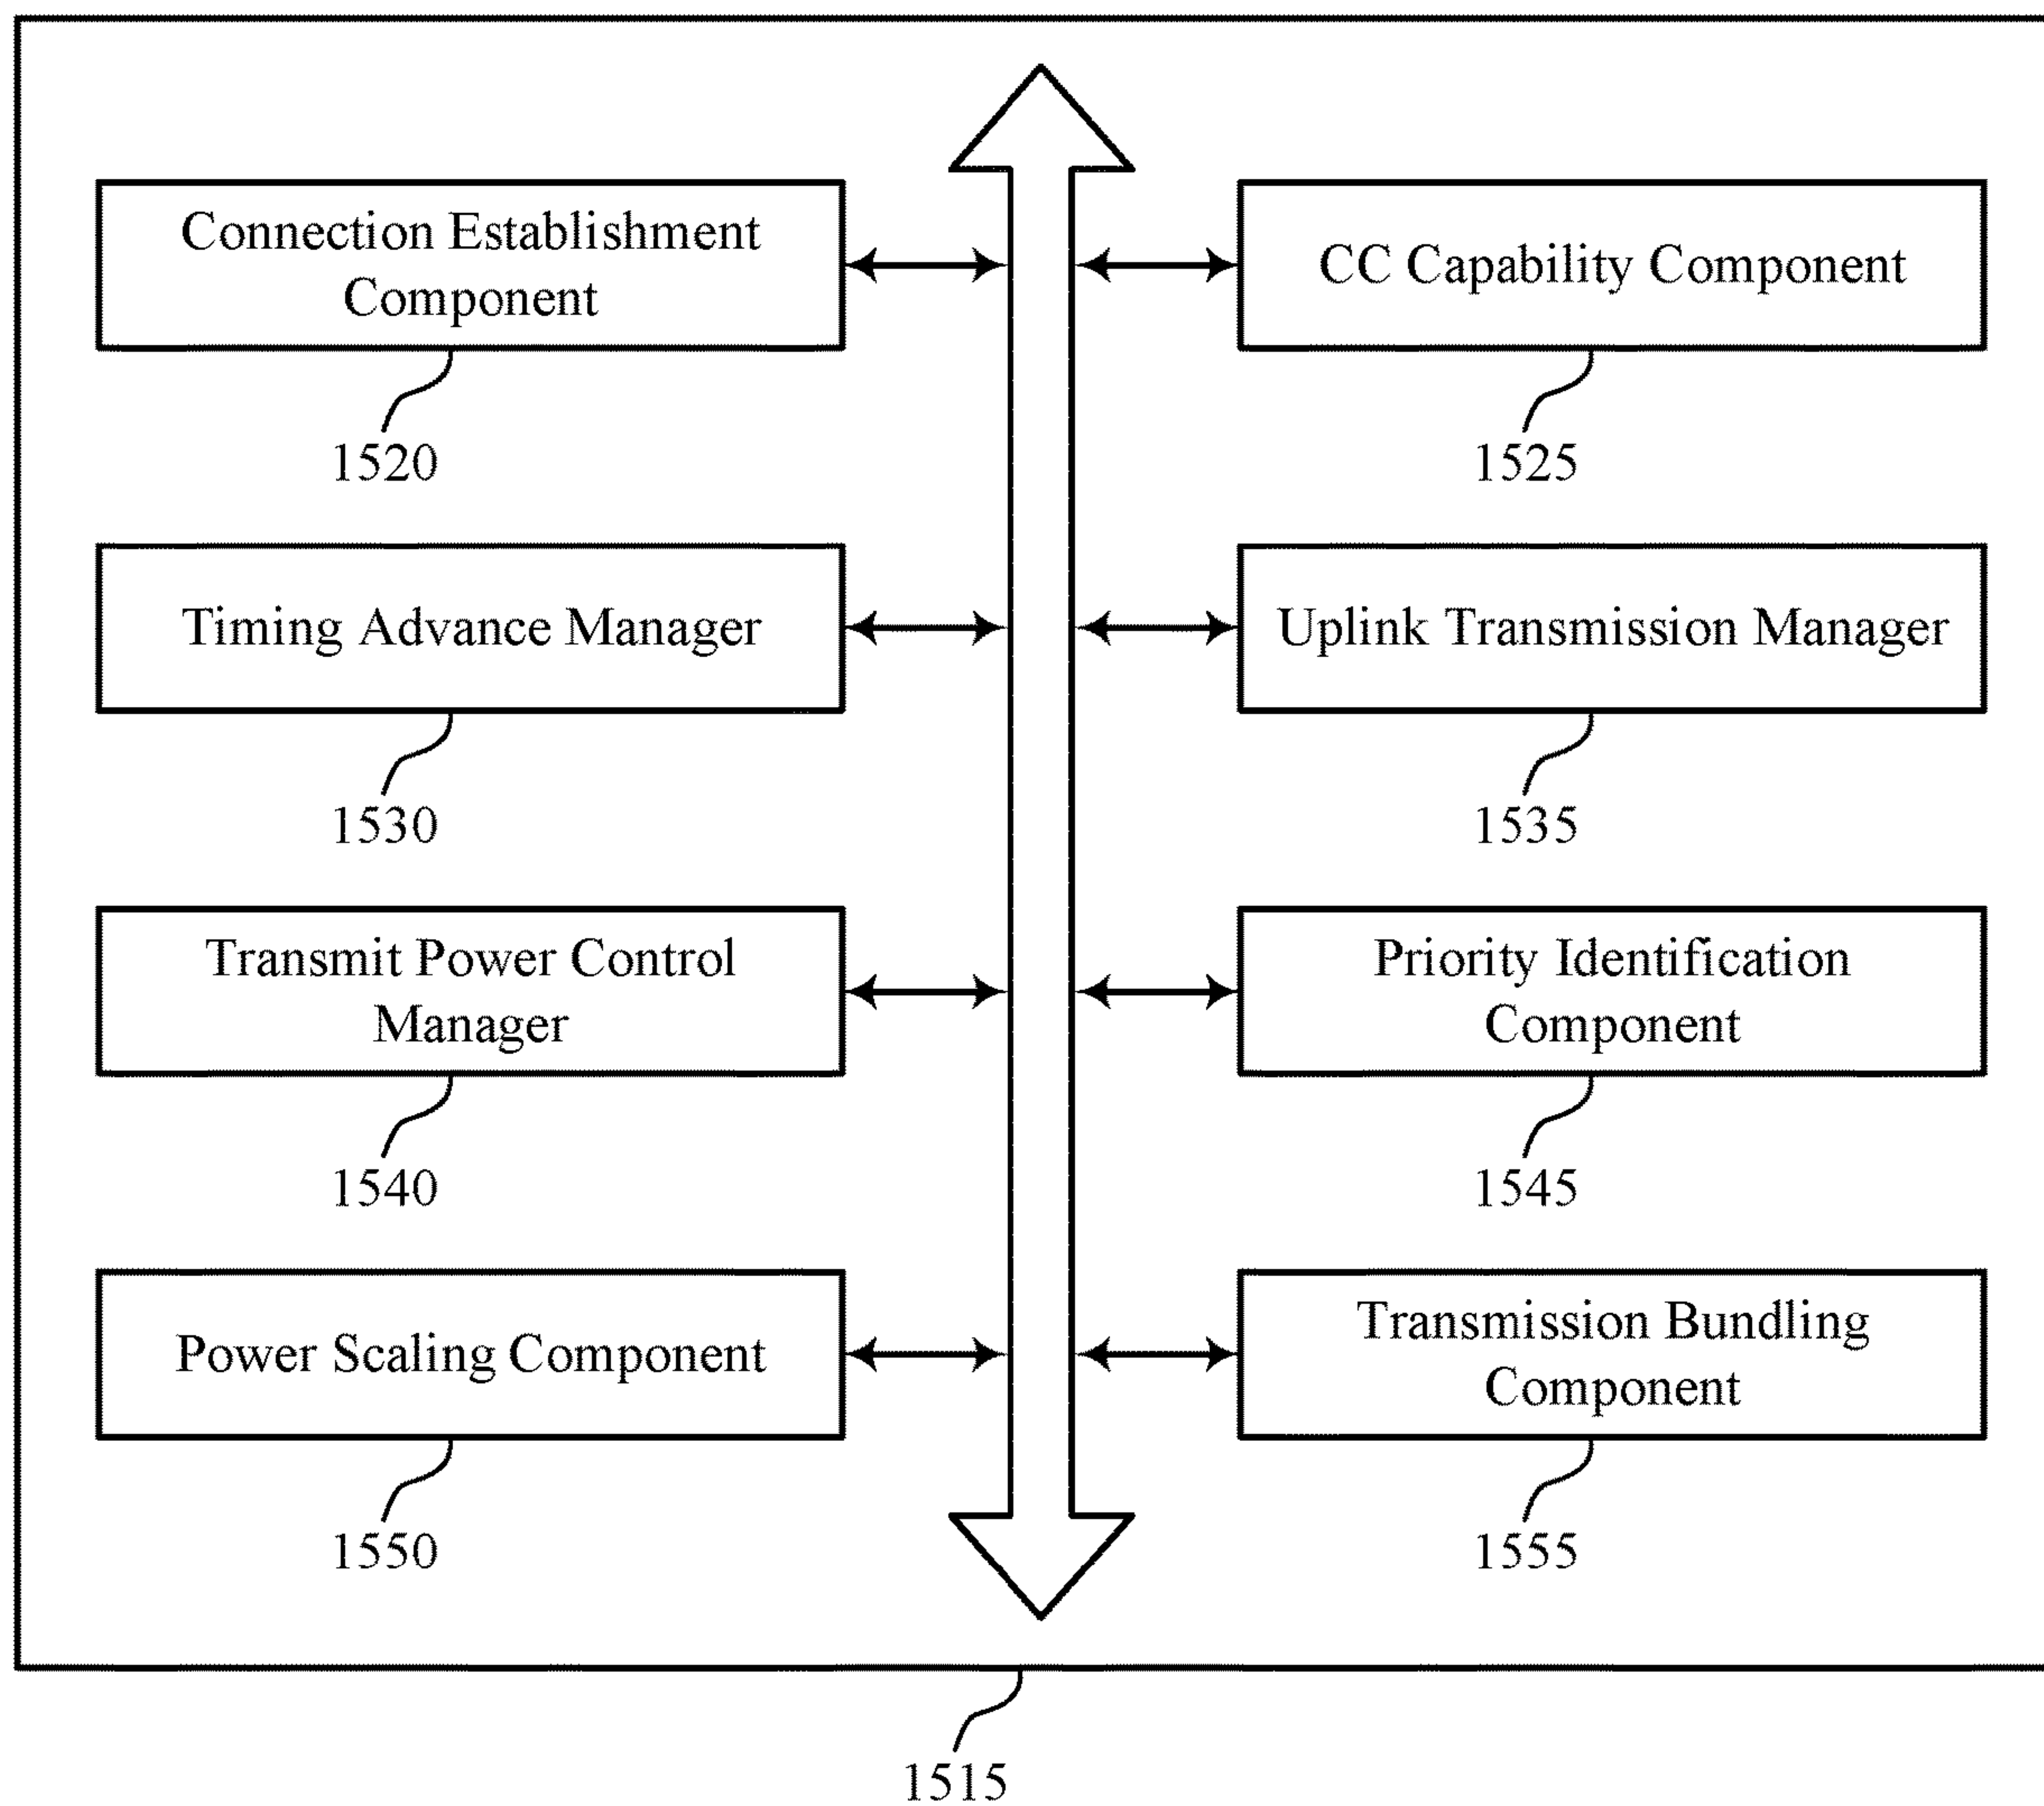 Connection Establishment
Component
1520
CC Capability Component
1525
Timing Advance Manager
1530
Uplink Transmission Manager
1535
Transmit Power Control
Manager
1540
Priority Identification
Component
1545
Power Scaling Component
1550
Transmission Bundling
Component
1555
1515